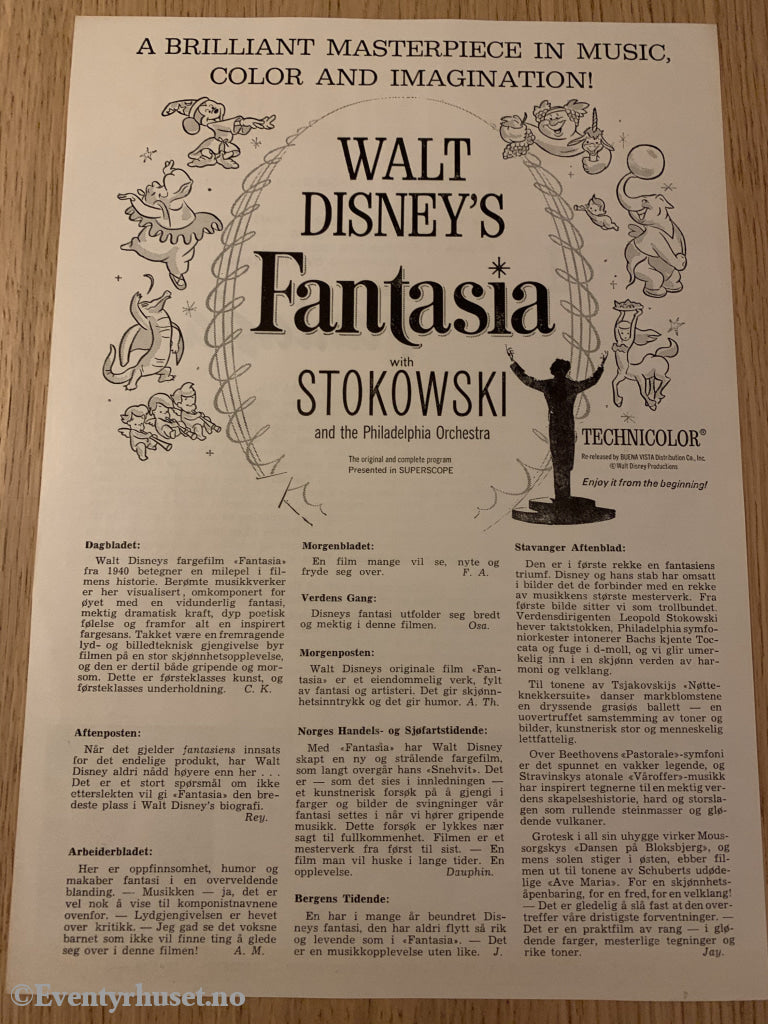 A BRILLIANT MASTERPIECE IN MUSIC,
COLOR AND IMAGINATION!
WALT
DISNEY'S
Fantasia
with
STOKOWSKI
and the Philadelphia Orchestra
The original and complete program
Presented in SUPERSCOPE
TECHNICOLOR®
Re-released by BUENA VISTA Distribution Co., Inc.
© Walt Disney Productions
Enjoy it from the beginning!
Dagbladet:
Walt Disneys fargefilm «Fantasia»
fra 1940 betegner en milepel i fil-
mens historie. Berømte musikkverker
er her visualisert, omkomponert for
øyet med en vidunderlig fantasi,
mektig dramatisk kraft, dyp poetisk
følelse og framfor alt en inspirert
fargesans. Takket være en fremragende
lyd- og billedteknisk gjengivelse byr
filmen på en stor skjønnhetsopplevelse,
og den er dertil både gripende og mor-
som. Dette er førsteklasses kunst, og
førsteklasses underholdning. C. K.
Aftenposten:
Når det gjelder fantasiens innsats
for det endelige produkt, har Walt
Disney aldri nådd høyere enn her . . .
Det er et stort spørsmål om ikke
etterslekten vil gi «Fantasia» den bre-
deste plass i Walt Disney's biografi.
Rey.
Arbeiderbladet:
Her er oppfinnsomhet, humor og
makaber fantasi i en overveldende
blanding. — Musikken — ja, det er
vel nok å vise til komponistnavnene
ovenfor. — Lydgjengivelsen er hevet
over kritikk. — Jeg gad se det voksne
barnet som ikke vil finne ting å glede
seg over i denne filmen! A. M.
Morgenbladet:
En film mange vil se, nyte og
fryde seg over. F. A.
Verdens Gang:
Disneys fantasi utfolder seg bredt
og mektig i denne filmen. Osa.
Morgenposten:
Walt Disneys originale film «Fan-
tasia» er et eiendommelig verk, fylt
av fantasi og artisteri. Det gir skjønn-
hetsinntrykk og det gir humor. A. Th.
Norges Handels- og Sjøfartstidende:
Med «Fantasia» har Walt Disney
skapt en ny og strålende fargefilm,
som langt overgår hans «Snehvit». Det
er — som det sies i innledningen —
et kunstnerisk forsøk på å gjengi i
farger og bilder de svingninger vår
fantasi settes i når vi hører gripende
musikk. Dette forsøk er lykkes nær
sagt til fullkommenhet. Filmen er et
mesterverk fra først til sist. — En
film man vil huske i lange tider. En
opplevelse. Dauphin.
Bergens Tidende:
En har i mange år beundret Dis-
neys fantasi, den har aldri flytt så rik
og levende som i «Fantasia». — Det
er en musikkopplevelse uten like. J.
Stavanger Aftenblad:
Den er i første rekke en fantasiens
triumf. Disney og hans stab har omsatt
i bilder det de forbinder med en rekke
av musikkens største mesterverk. Fra
første bilde sitter vi som trollbundet.
Verdensdirigenten Leopold Stokowski
hever taktstokken, Philadelphia symfo-
niorkester intonerer Bachs kjente Toc-
cata og fuge i d-moll, og vi glir umer-
kelig inn i en skjønn verden av har-
moni og velklang.
Til tonene av Tsjakovskijs «Nøtte-
knekkersuite» danser markblomstene
en dryssende grasiøs ballett — en
uovertruffet samstemming av toner og
bilder, kunstnerisk stor og menneskelig
lettfattelig.
Over Beethovens «Pastorale»-symfoni
er det spunnet en vakker legende, og
Stravinskys atonale «Våroffer»-musikk
har inspirert tegnerne til en mektig ver-
dens skapelseshistorie, hard og storsla-
gen som rullende steinmasser og glø-
dende vulkaner.
Grotesk i all sin uhygge virker Mous-
sorgskys «Dansen på Bloksbjerg», og
mens solen stiger i østen, ebber fil-
men ut til tonene av Schuberts udøde-
lige «Ave Maria». For en skjønnhets-
åpenbaring, for en fred, for en velklang!
— Det er gledelig å slå fast at den over-
treffer våre dristigste forventninger. —
Det er en praktfilm av rang — i glø-
dende farger, mesterlige tegninger og
rike toner. Jay.
©Eventyrhuset.no